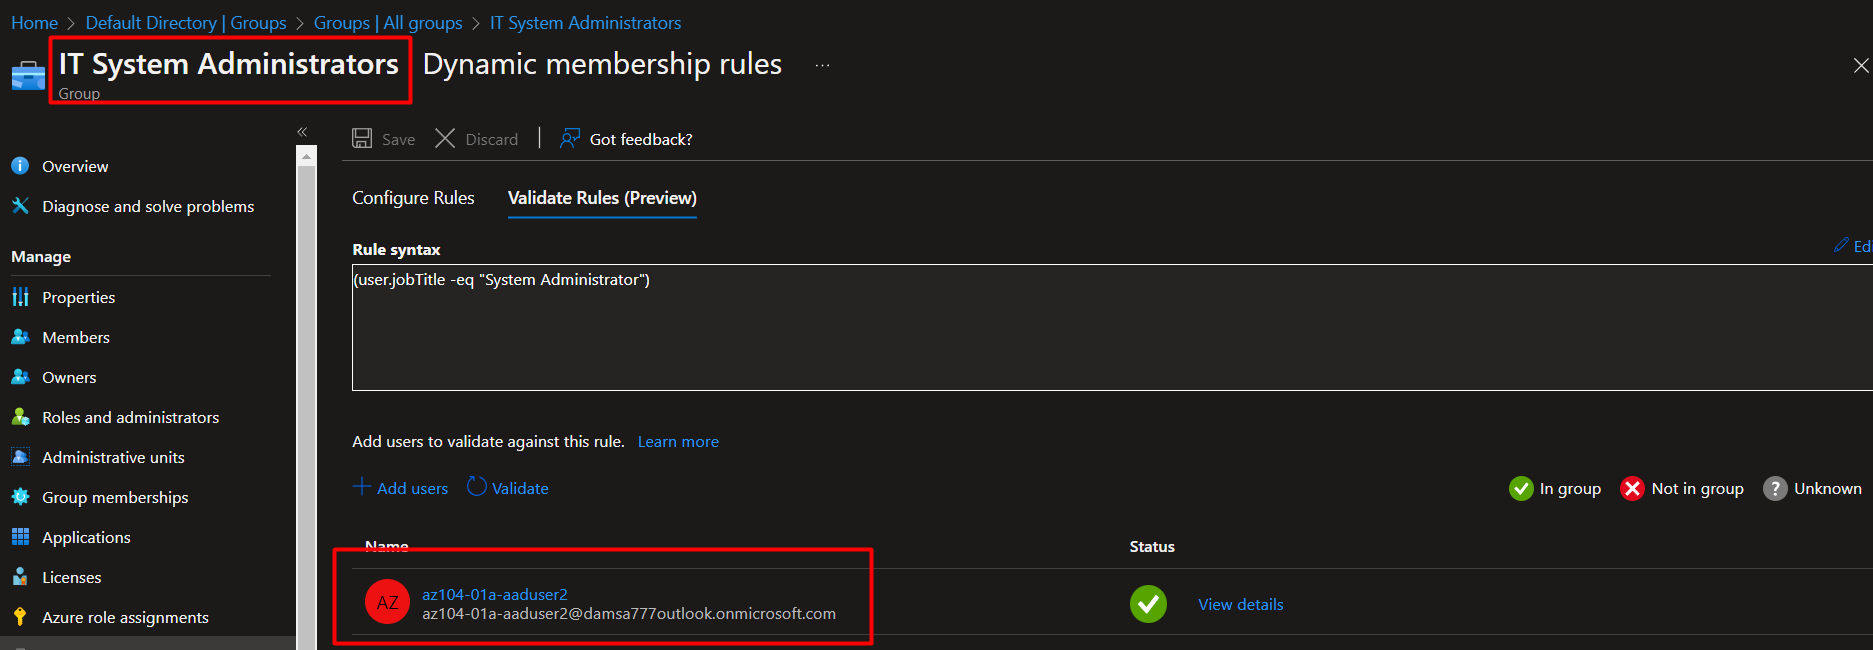 Home > Default Directory | Groups > Groups | All groups > IT System Administrators
IT System Administrators Dynamic membership rules ...
Group
«
Save Discard | Got feedback?
Overview
Diagnose and solve problems
Manage
Properties
Members
Owners
Roles and administrators
Administrative units
Group memberships
Applications
Licenses
Azure role assignments
Configure Rules Validate Rules (Preview)
Rule syntax
(user.jobTitle -eq "System Administrator")
Add users to validate against this rule. Learn more
+ Add users Validate
In group Not in group ? Unknown
Name Status
AZ az104-01a-aaduser2
az104-01a-aaduser2@damsa777outlook.onmicrosoft.com
View details